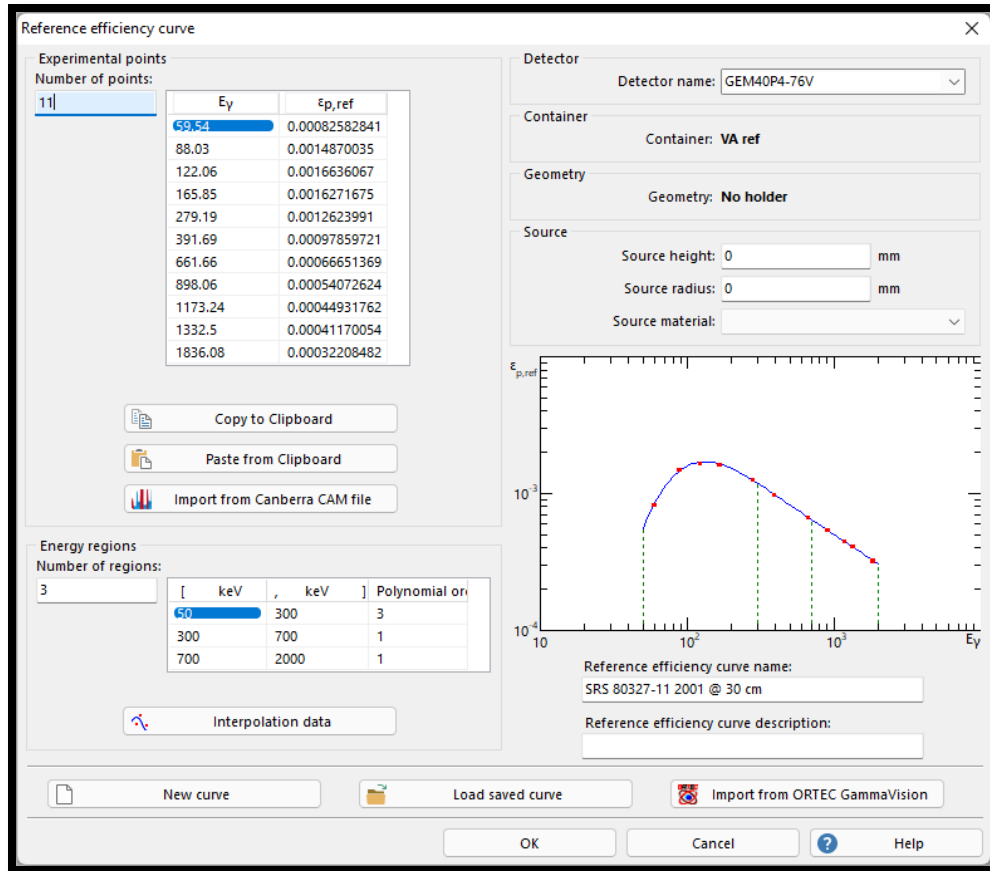 Reference efficiency curve
Experimental points
Number of points:
11
Eγ εp,ref
59.54 0.00082582841
88.03 0.0014870035
122.06 0.0016636067
165.85 0.0016271675
279.19 0.0012623991
391.69 0.00097859721
661.66 0.00066651369
898.06 0.00054072624
1173.24 0.00044931762
1332.5 0.00041170054
1836.08 0.00032208482
Copy to Clipboard
Paste from Clipboard
Import from Canberra CAM file
Energy regions
Number of regions:
3
[ keV , keV ] Polynomial ord
50 300 3
300 700 1
700 2000 1
Interpolation data
Detector
Detector name: GEM40P4-76V
Container
Container: VA ref
Geometry
Geometry: No holder
Source
Source height: 0 mm
Source radius: 0 mm
Source material:
εp,ref
10-3
10-4
10 10² 10³ Eγ
Reference efficiency curve name:
SRS 80327-11 2001 @ 30 cm
Reference efficiency curve description:
New curve
Load saved curve
Import from ORTEC GammaVision
OK
Cancel
Help